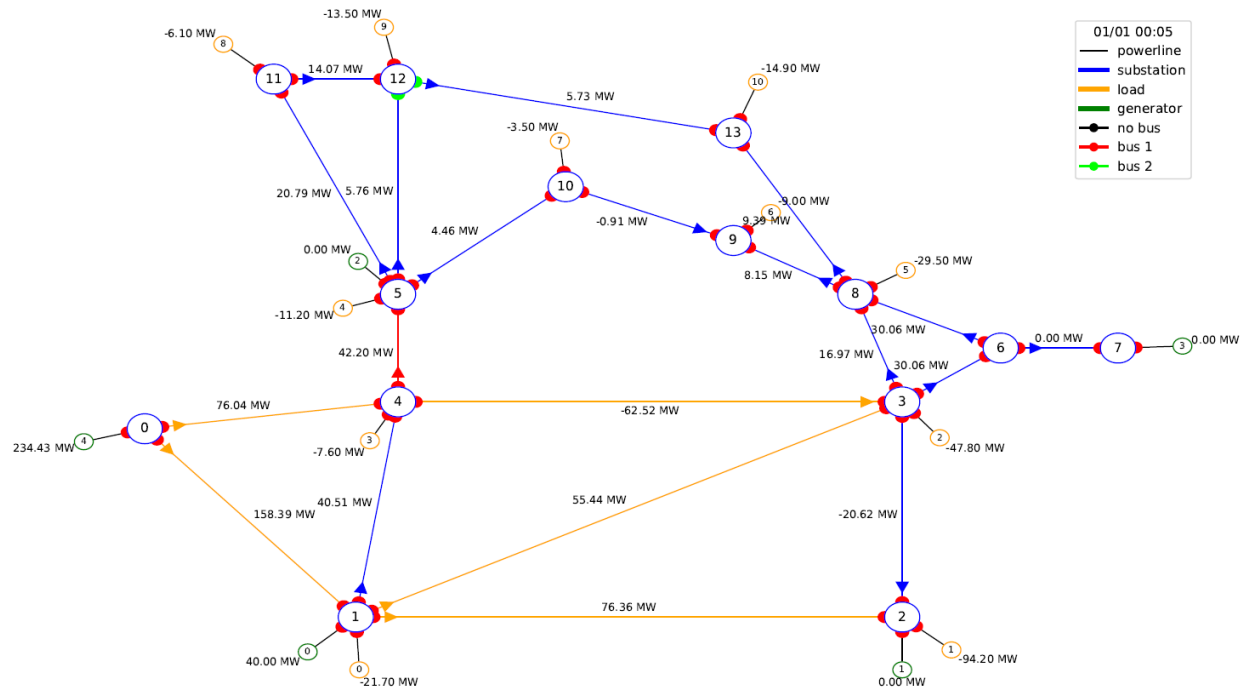 -13.50 MW
9
01/01 00:05
powerline
substation
load
generator
no bus
bus 1
bus 2
-6.10 MW
8
11
14.07 MW
12
-14.90 MW
10
5.73 MW
13
-3.50 MW
7
10
20.79 MW
5.76 MW
4.46 MW
-0.91 MW
-9.00 MW
6
9.39 MW
9
8.15 MW
0.00 MW
2
5
4
-11.20 MW
-29.50 MW
5
8
30.06 MW
6
0.00 MW
7
3
0.00 MW
42.20 MW
16.97 MW
30.06 MW
76.04 MW
4
-62.52 MW
3
0
4
234.43 MW
3
-7.60 MW
2
-47.80 MW
40.51 MW
158.39 MW
55.44 MW
-20.62 MW
1
76.36 MW
2
0
40.00 MW
0
-21.70 MW
1
-94.20 MW
1
0.00 MW